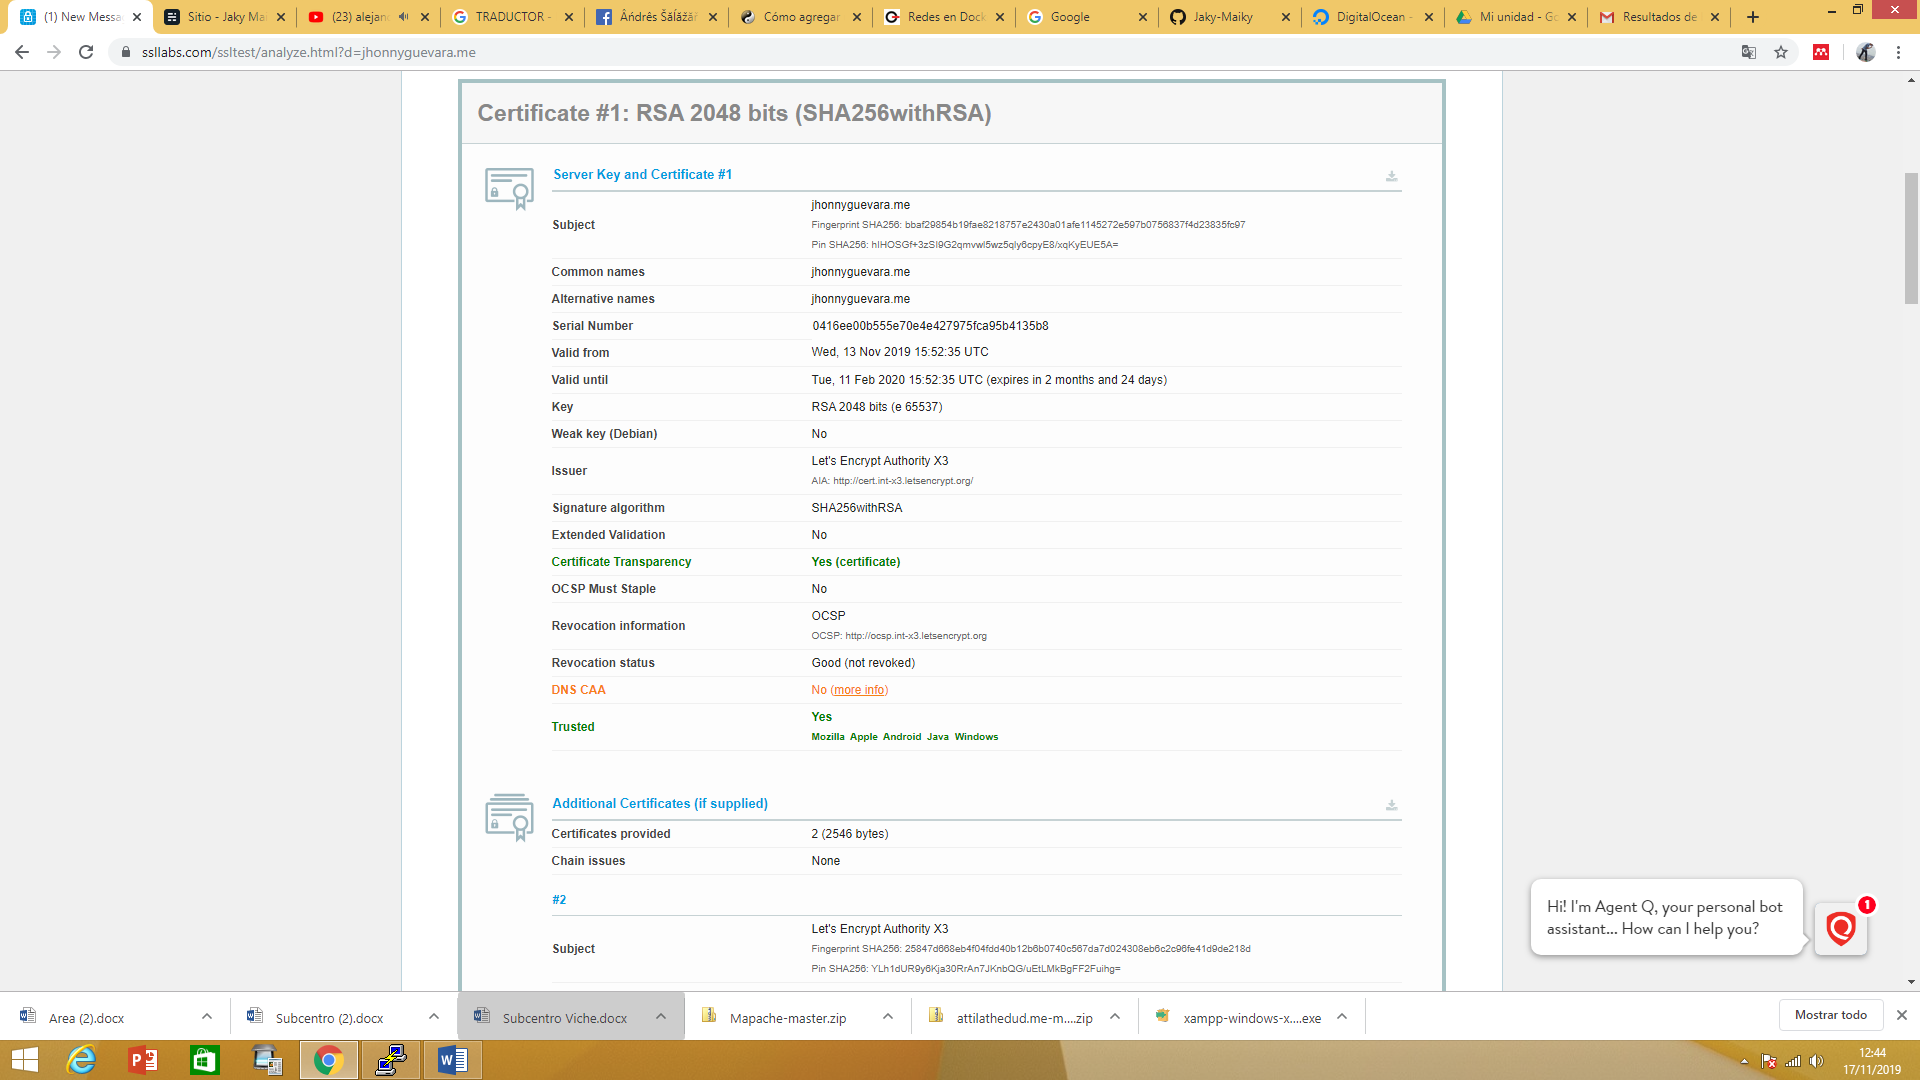 (1) New Messa
Sitio - Jaky Mai
(23) alejan
TRADUCTOR -
Cómo agregar
Redes en Dock
Google
Jaky-Maiky
DigitalOcean -
Mi unidad - Go
Resultados de
ssllabs.com/ssltest/analyze.html?d=jhonnyguevara.me
Certificate #1: RSA 2048 bits (SHA256withRSA)
Server Key and Certificate #1
Subject
jhonnyguevara.me
Fingerprint SHA256: bbaf29854b19fae8218757e2430a01afe1145272e597b0756837f4d23835fc97
Pin SHA256: hIHOSGf+3zSI9G2qmvwl5wz5qly6cpyE8/xqKyEUE5A=
Common names jhonnyguevara.me
Alternative names jhonnyguevara.me
Serial Number 0416ee00b555e70e4e427975fca95b4135b8
Valid from Wed, 13 Nov 2019 15:52:35 UTC
Valid until Tue, 11 Feb 2020 15:52:35 UTC (expires in 2 months and 24 days)
Key RSA 2048 bits (e 65537)
Weak key (Debian) No
Issuer
Let's Encrypt Authority X3
AIA: http://cert.int-x3.letsencrypt.org/
Signature algorithm SHA256withRSA
Extended Validation No
Certificate Transparency Yes (certificate)
OCSP Must Staple No
Revocation information
OCSP
OCSP: http://ocsp.int-x3.letsencrypt.org
Revocation status Good (not revoked)
DNS CAA No (more info)
Trusted
Yes
Mozilla Apple Android Java Windows
Additional Certificates (if supplied)
Certificates provided 2 (2546 bytes)
Chain issues None
#2
Subject
Let's Encrypt Authority X3
Fingerprint SHA256: 25847d668eb4f04fdd40b12b6b0740c567da7d024308eb6c2c96fe41d9de218d
Pin SHA256: YLh1dUR9y6Kja30RrAn7JKnbQG/uEtLMkBgFF2Fuihg=
Hi! I'm Agent Q, your personal bot
assistant... How can I help you?
1
Area (2).docx
Subcentro (2).docx
Subcentro Viche.docx
Mapache-master.zip
attilathedud.me-m....zip
xampp-windows-x....exe
Mostrar todo
12:44
17/11/2019